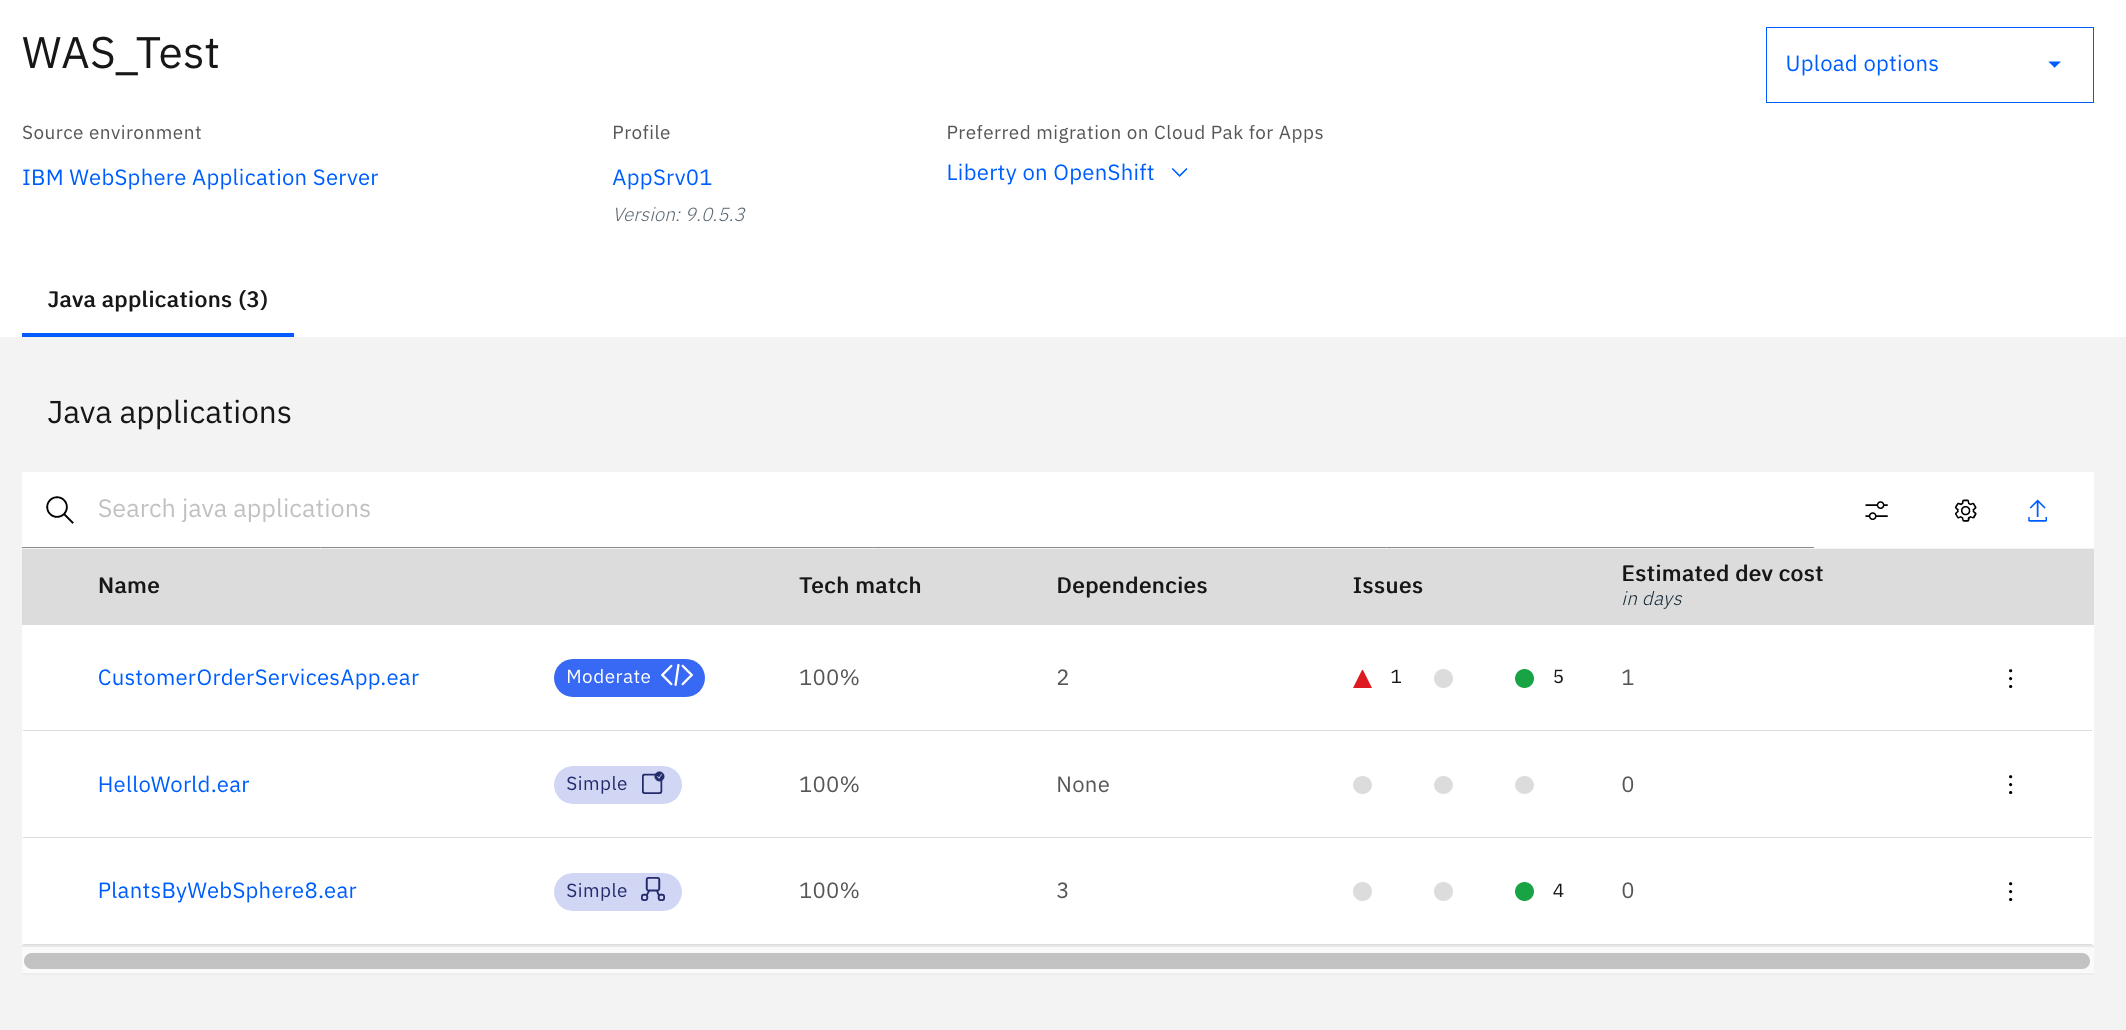 WAS_Test
Upload options
Source environment
Profile
Preferred migration on Cloud Pak for Apps
IBM WebSphere Application Server
AppSrv01
Liberty on OpenShift
Version: 9.0.5.3
Java applications (3)
Java applications
Search java applications
Name Tech match Dependencies Issues Estimated dev cost
in days
CustomerOrderServicesApp.ear Moderate </> 100% 2 1 5 1
HelloWorld.ear Simple 100% None 0
PlantsByWebSphere8.ear Simple 100% 3 4 0